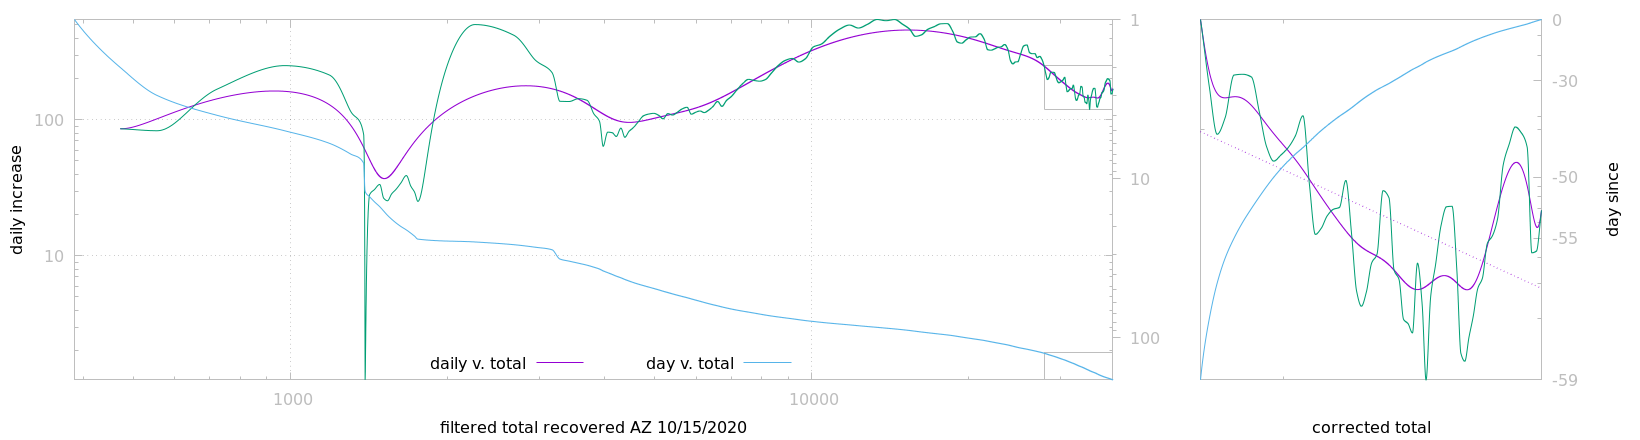 daily increase
100
10
1
10
100
daily v. total
day v. total
1000
10000
filtered total recovered AZ 10/15/2020
0
-30
-50
-55
-59
day since
corrected total